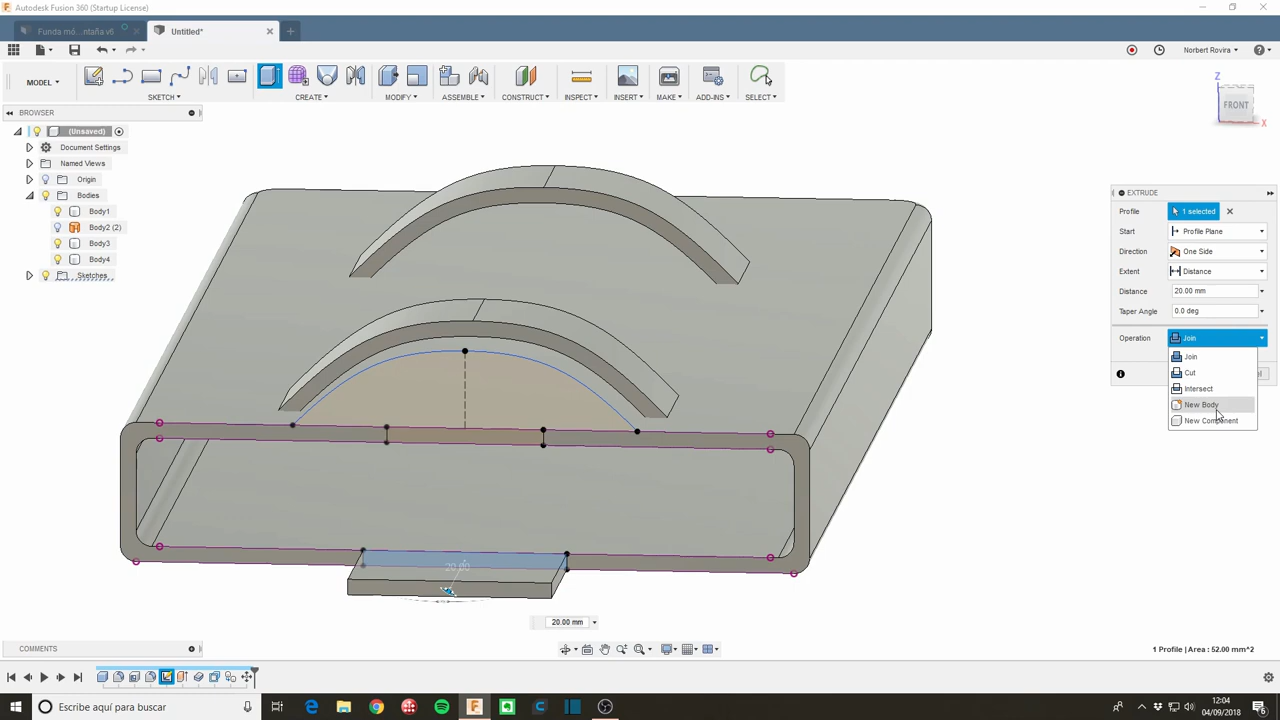 Autodesk Fusion 360 (Startup License)
Funda mó...ntaña v6
Untitled*
Norbert Rovira
MODEL
SKETCH
CREATE
MODIFY
ASSEMBLE
CONSTRUCT
INSPECT
INSERT
MAKE
ADD-INS
SELECT
BROWSER
(Unsaved)
Document Settings
Named Views
Origin
Bodies
Body1
Body2 (2)
Body3
Body4
Sketches
Z
FRONT
X
EXTRUDE
Profile 1 selected
Start Profile Plane
Direction One Side
Extent Distance
Distance 20.00 mm
Taper Angle 0.0 deg
Operation Join
Join
Cut
Intersect
New Body
New Component
20.00
20.00 mm
COMMENTS
1 Profile | Area : 52.00 mm^2
Escribe aquí para buscar
12:04
04/09/2018
6